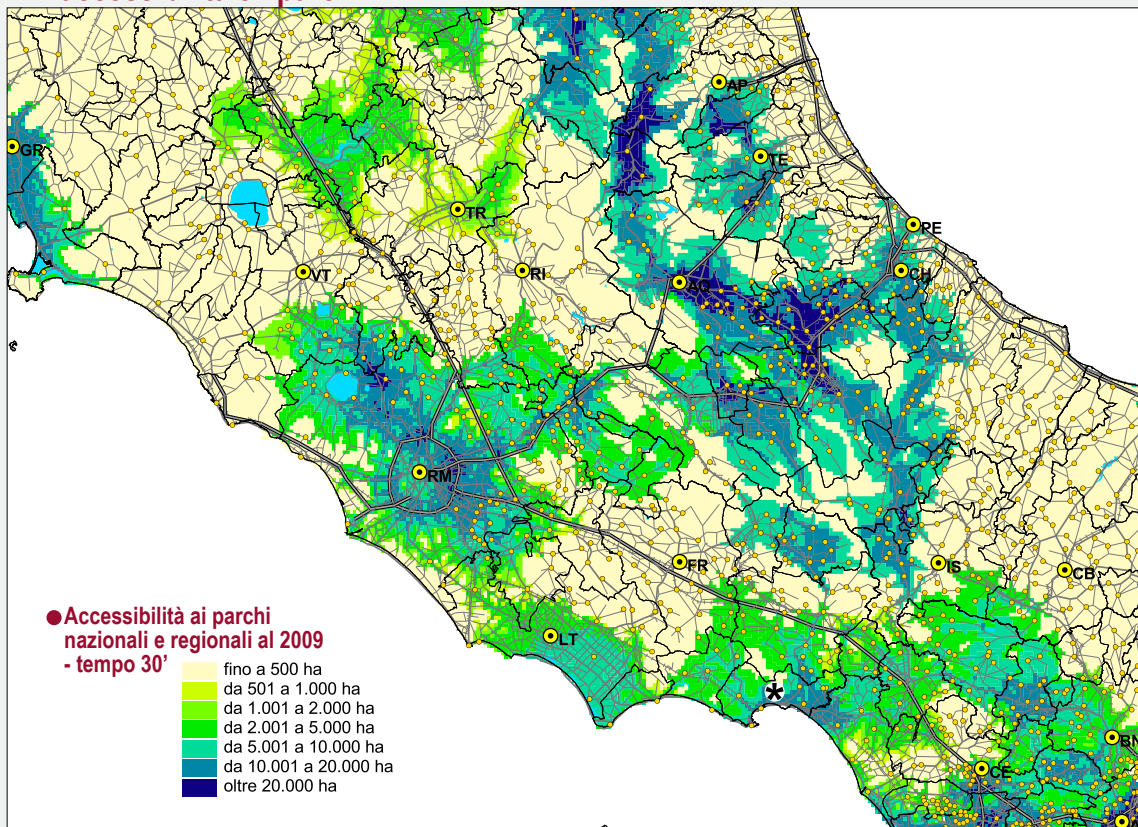 GR
AP
TE
TR
PE
VT
RI
AQ
CH
RM
FR
IS
CB
LT
*
BN
CE
Accessibilità ai parchi
nazionali e regionali al 2009
- tempo 30'
fino a 500 ha
da 501 a 1.000 ha
da 1.001 a 2.000 ha
da 2.001 a 5.000 ha
da 5.001 a 10.000 ha
da 10.001 a 20.000 ha
oltre 20.000 ha